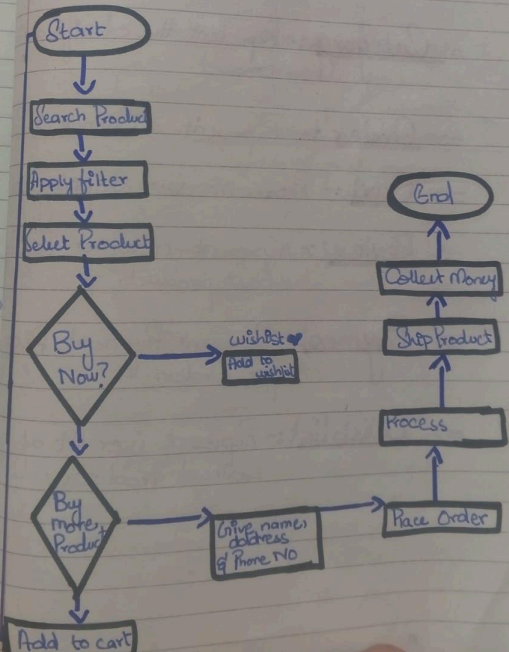 Start
Search Product
Apply filter
Select Product
Buy
Now?
wishlist
Add to
wishlist
Buy
more
Product
Give name,
address
& Phone NO
Add to cart
Place Order
Process
Ship Product
Collect Money
End